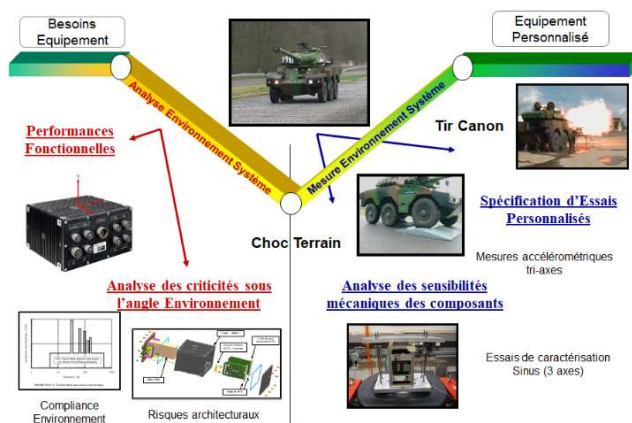 Besoins
Equipement
Equipement
Personnalisé
Analyse Environnement Système
Mesure Environnement Système
Performances
Fonctionnelles
Tir Canon
Choc Terrain
Spécification d'Essais
Personnalisés
Mesures accélérométriques
tri-axes
Analyse des criticités sous
l'angle Environnement
Analyse des sensibilités
mécaniques des composants
Compliance
Environnement
Risques architecturaux
Essais de caractérisation
Sinus (3 axes)